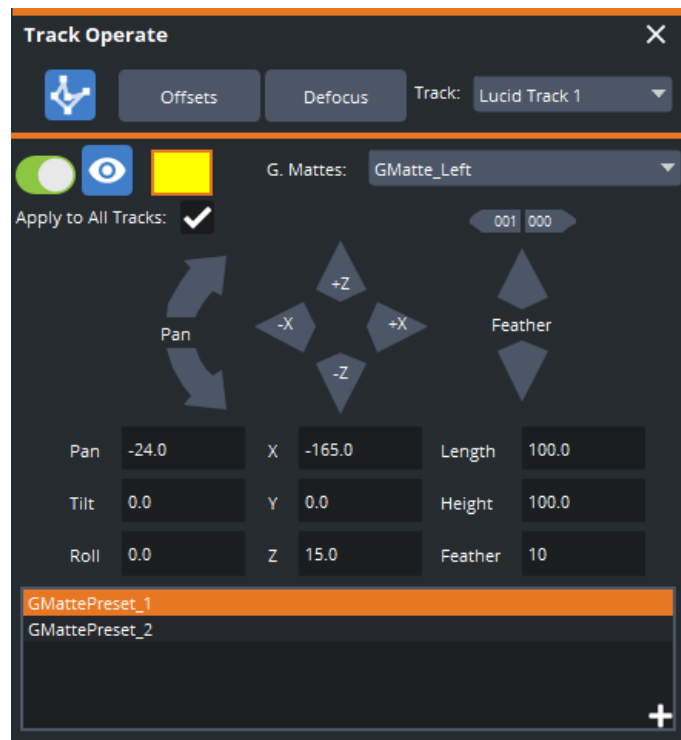 Track Operate
Offsets Defocus Track: Lucid Track 1
G. Mattes: GMatte_Left
Apply to All Tracks: 001 000
+Z
-X +X
Pan Feather
-Z
Pan -24.0 X -165.0 Length 100.0
Tilt 0.0 Y 0.0 Height 100.0
Roll 0.0 Z 15.0 Feather 10
GMattePreset_1
GMattePreset_2